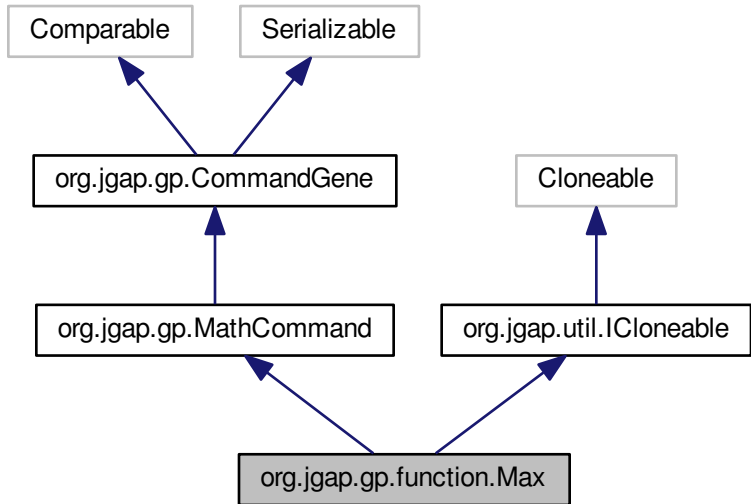 Comparable
Serializable
org.jgap.gp.CommandGene
Cloneable
org.jgap.gp.MathCommand
org.jgap.util.ICloneable
org.jgap.gp.function.Max